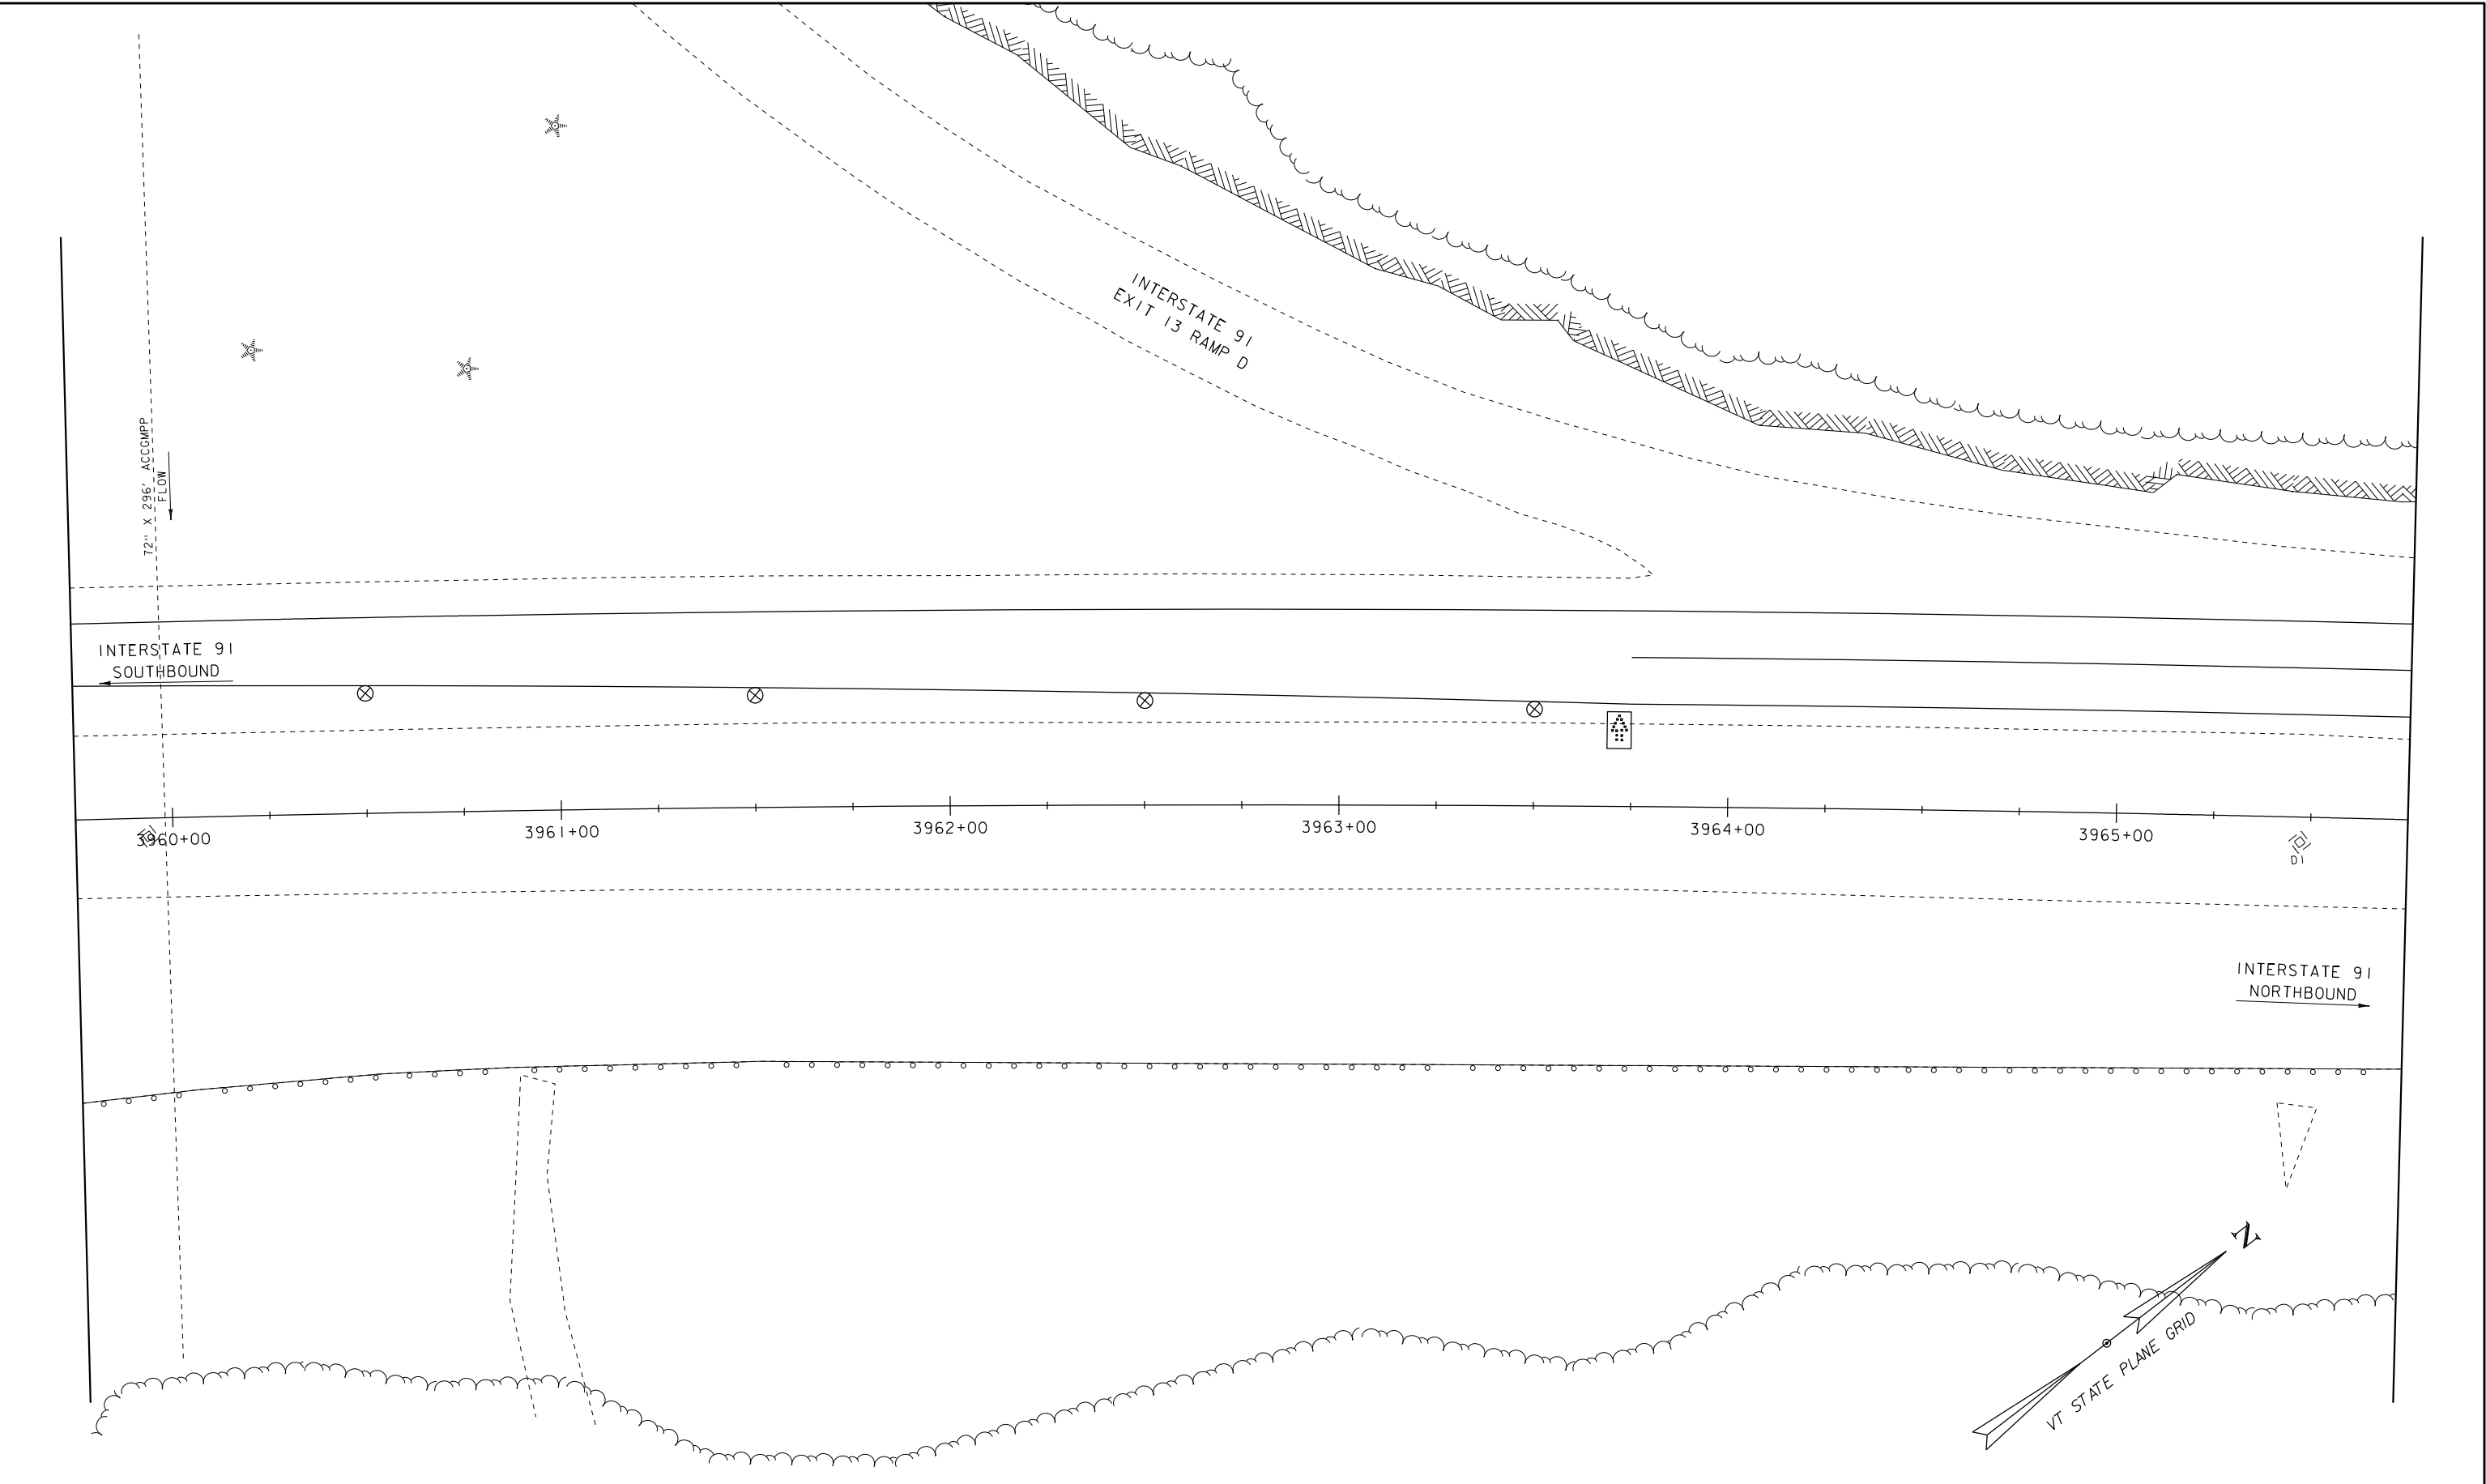 INTERSTATE 91
EXIT 13 RAMP D
72" X 296' ACCGMPP
FLOW
INTERSTATE 91
SOUTHBOUND
3960+00
3961+00
3962+00
3963+00
3964+00
3965+00
DI
INTERSTATE 91
NORTHBOUND
N
VT STATE PLANE GRID